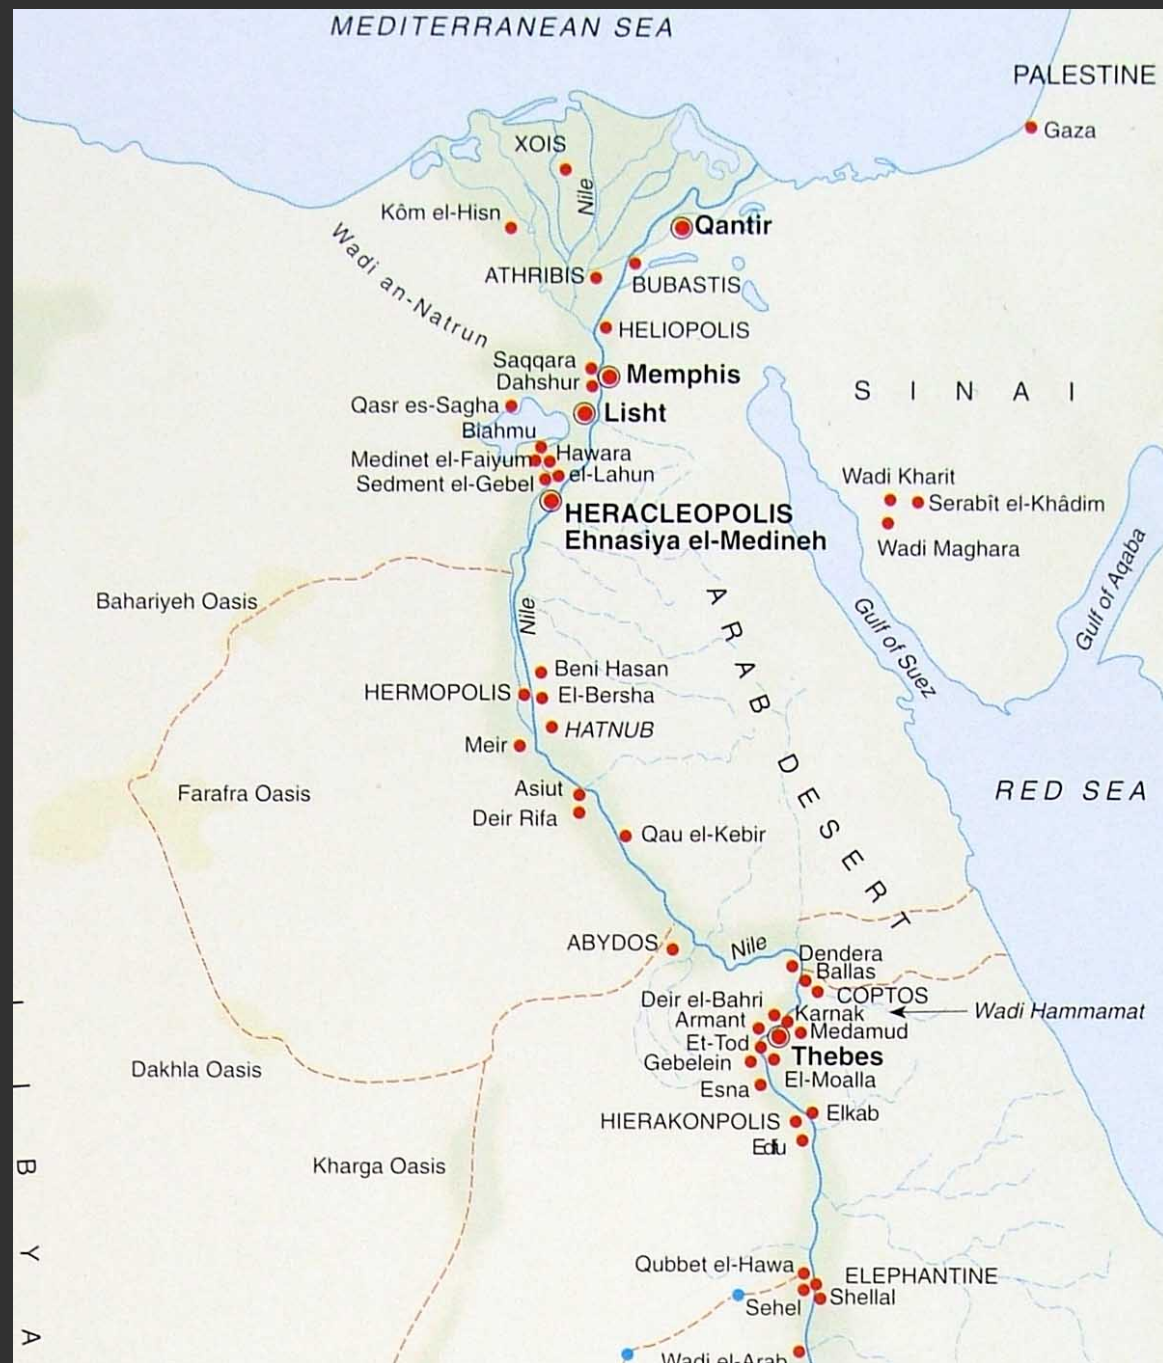 MEDITERRANEAN SEA
PALESTINE
Gaza
XOIS
Nile
Kôm el-Hisn
Qantir
Wadi an-Natrun
ATHRIBIS
BUBASTIS
HELIOPOLIS
Saqqara
Dahshur
Memphis
SINAI
Qasr es-Sagha
Lisht
Biahmu
Medinet el-Faiyum
Hawara
Sedment el-Gebel
el-Lahun
Wadi Kharit
Serabît el-Khâdim
Wadi Maghara
HERACLEOPOLIS
Ehnasiya el-Medineh
Gulf of Aqaba
Gulf of Suez
ARAB DESERT
Bahariyeh Oasis
Nile
Beni Hasan
HERMOPOLIS
El-Bersha
HATNUB
Meir
Asiut
Farafra Oasis
RED SEA
Deir Rifa
Qau el-Kebir
ABYDOS
Nile
Dendera
Ballas
COPTOS
Deir el-Bahri
Karnak
Wadi Hammamat
Armant
Medamud
Et-Tod
Thebes
Gebelein
Dakhla Oasis
El-Moalla
Esna
Elkab
HIERAKONPOLIS
Edfu
Kharga Oasis
B Y A
Qubbet el-Hawa
ELEPHANTINE
Sehel
Shellal
Wadi el-Arab